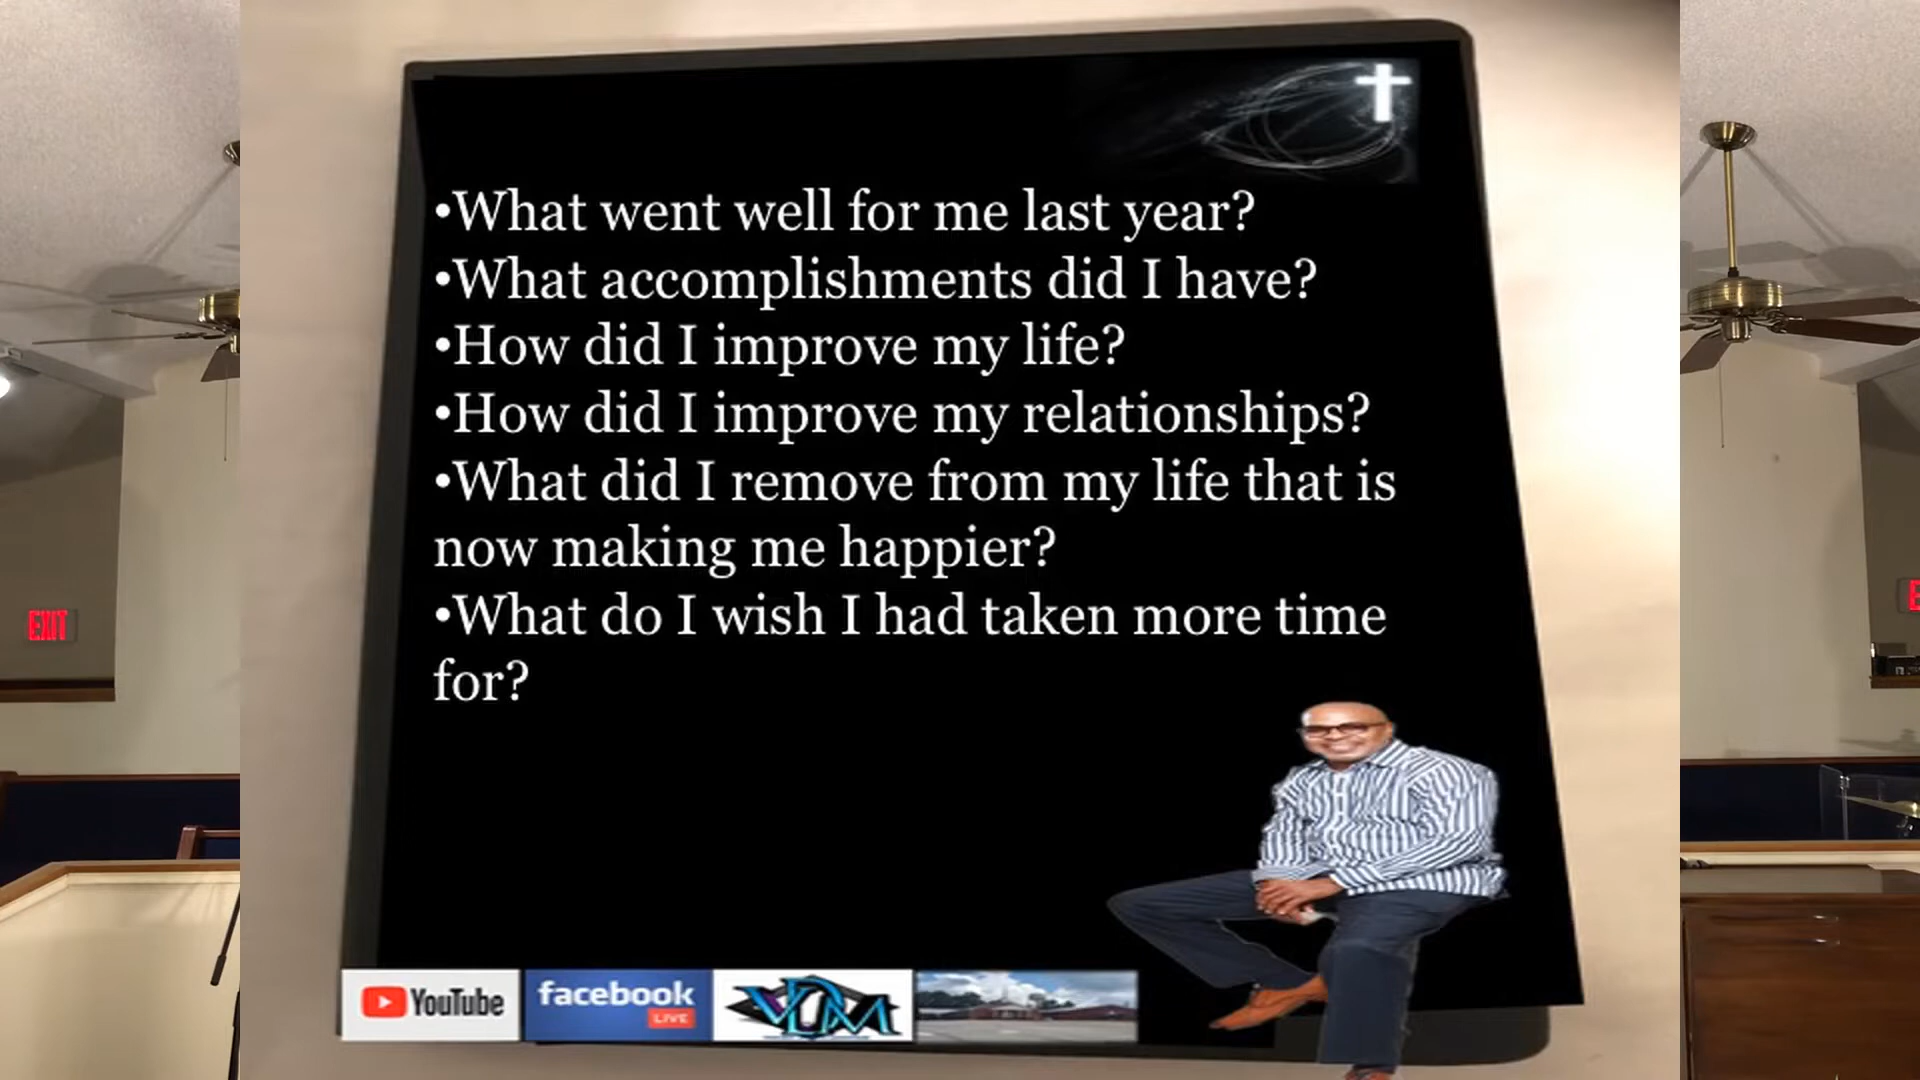 •What went well for me last year?
•What accomplishments did I have?
•How did I improve my life?
•How did I improve my relationships?
•What did I remove from my life that is
now making me happier?
•What do I wish I had taken more time
for?
EXIT
YouTube
facebook
LIVE
VDM